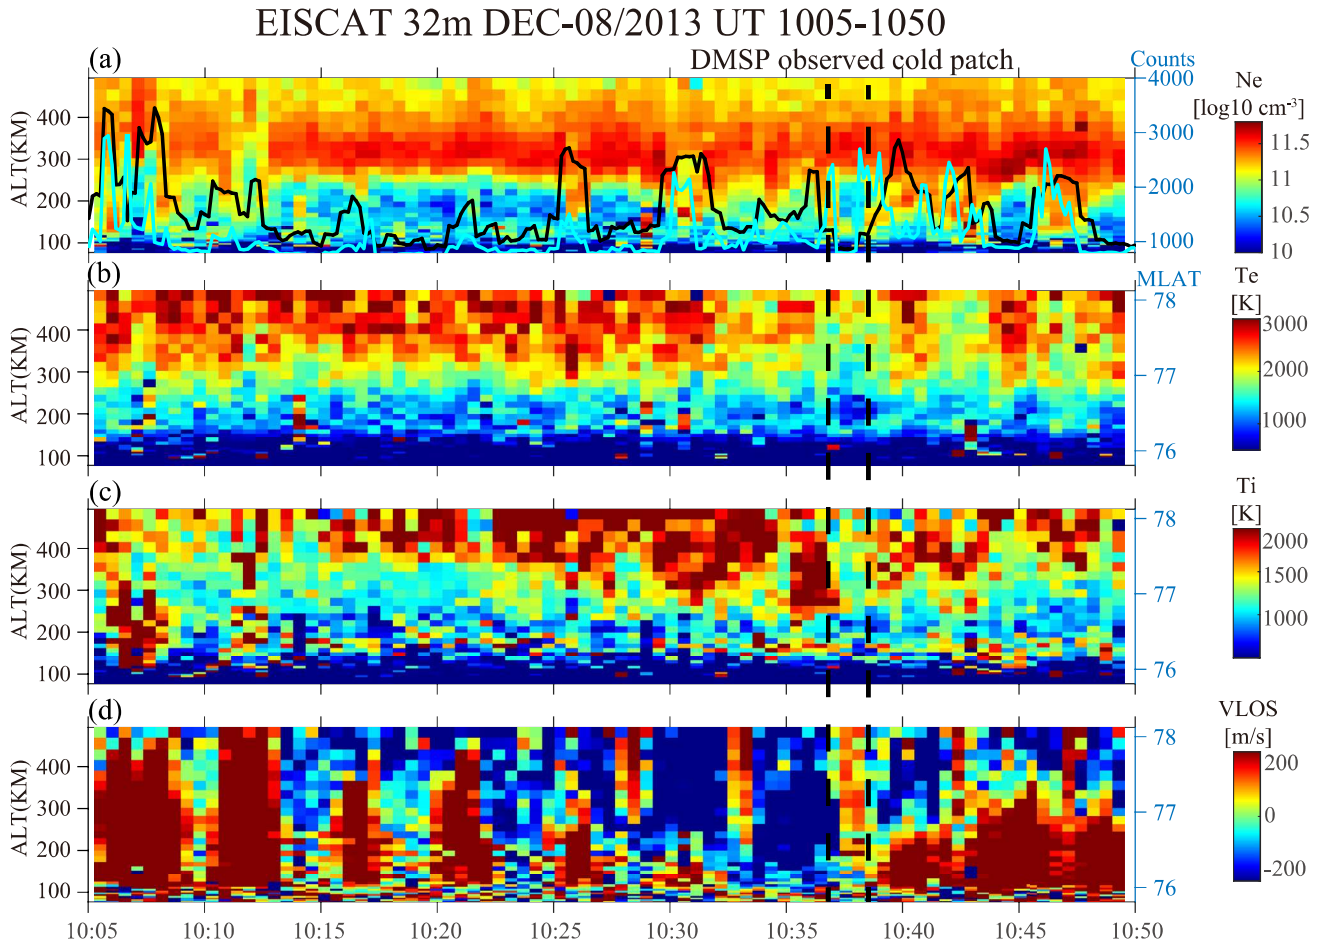 EISCAT 32m DEC-08/2013 UT 1005-1050
DMSP observed cold patch
(a)
Counts
4000
3000
2000
1000
ALT(KM)
400
300
200
100
Ne
[log10 cm⁻³]
11.5
11
10.5
10
(b)
MLAT
78
77
76
ALT(KM)
400
300
200
100
Te
[K]
3000
2000
1000
(c)
78
77
76
ALT(KM)
400
300
200
100
Ti
[K]
2000
1500
1000
(d)
78
77
76
ALT(KM)
400
300
200
100
VLOS
[m/s]
200
0
-200
10:05 10:10 10:15 10:20 10:25 10:30 10:35 10:40 10:45 10:50